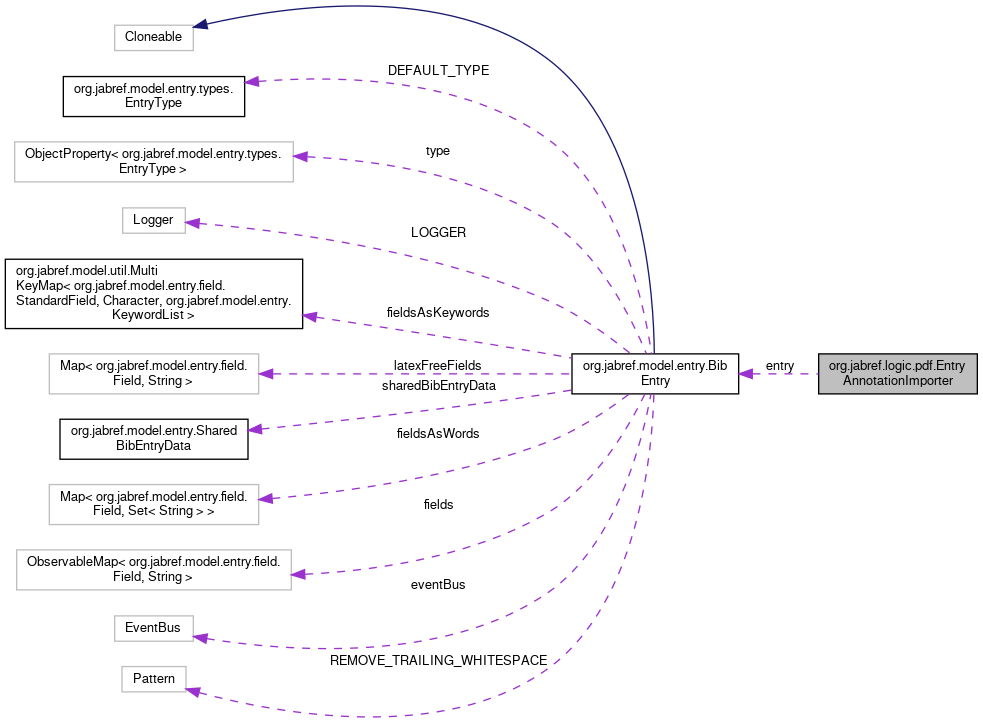 Cloneable
DEFAULT_TYPE
org.jabref.model.entry.types.
EntryType
type
ObjectProperty< org.jabref.model.entry.types.
EntryType >
Logger
LOGGER
org.jabref.model.util.Multi
KeyMap< org.jabref.model.entry.field.
StandardField, Character, org.jabref.model.entry.
KeywordList >
fieldsAsKeywords
Map< org.jabref.model.entry.field.
Field, String >
latexFreeFields
org.jabref.model.entry.Bib
Entry
entry
org.jabref.logic.pdf.Entry
AnnotationImporter
sharedBibEntryData
org.jabref.model.entry.Shared
BibEntryData
fieldsAsWords
Map< org.jabref.model.entry.field.
Field, Set< String > >
fields
ObservableMap< org.jabref.model.entry.field.
Field, String >
eventBus
EventBus
REMOVE_TRAILING_WHITESPACE
Pattern